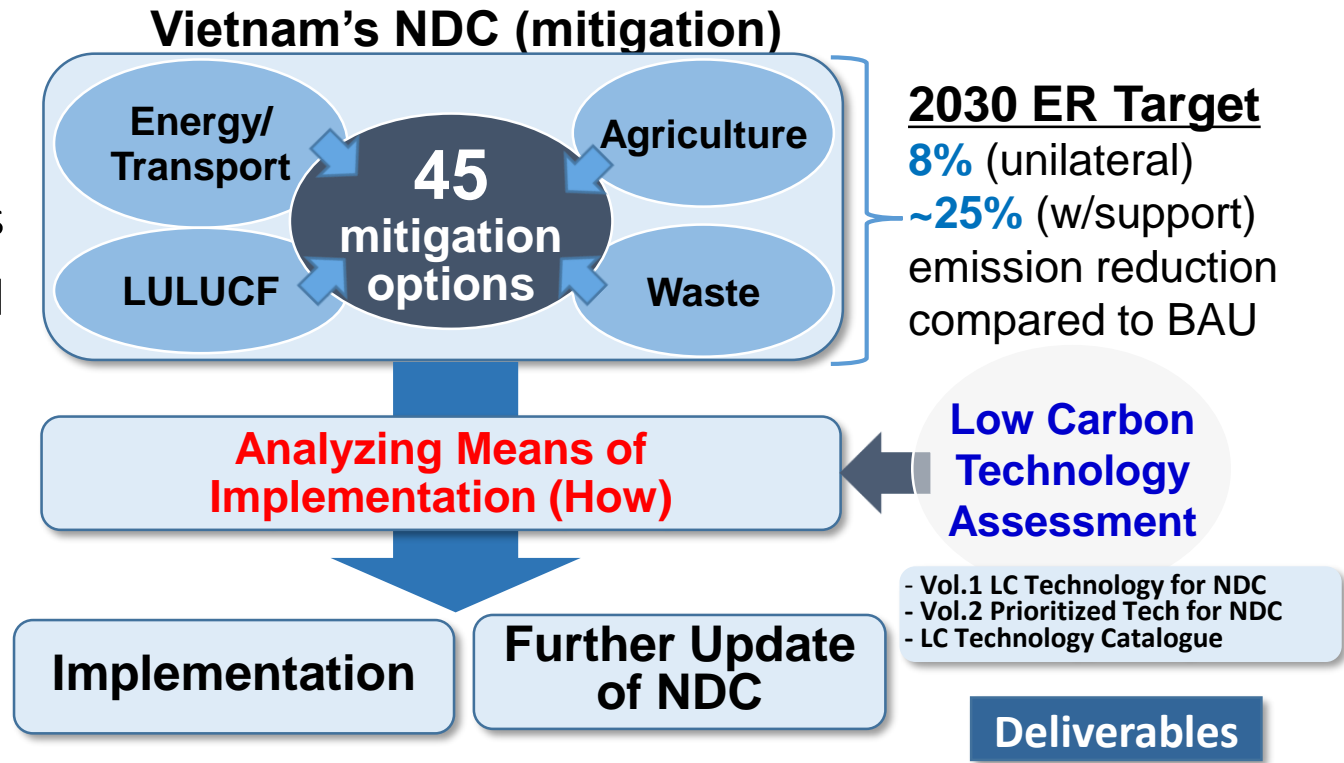 Vietnam's NDC (mitigation)
Energy/
Transport
Agriculture
45
mitigation
options
LULUCF
Waste
s
2030 ER Target
8% (unilateral)
~25% (w/support)
emission reduction
compared to BAU
Analyzing Means of
Implementation (How)
Low Carbon
Technology
Assessment
- Vol.1 LC Technology for NDC
- Vol.2 Prioritized Tech for NDC
- LC Technology Catalogue
Implementation
Further Update
of NDC
Deliverables